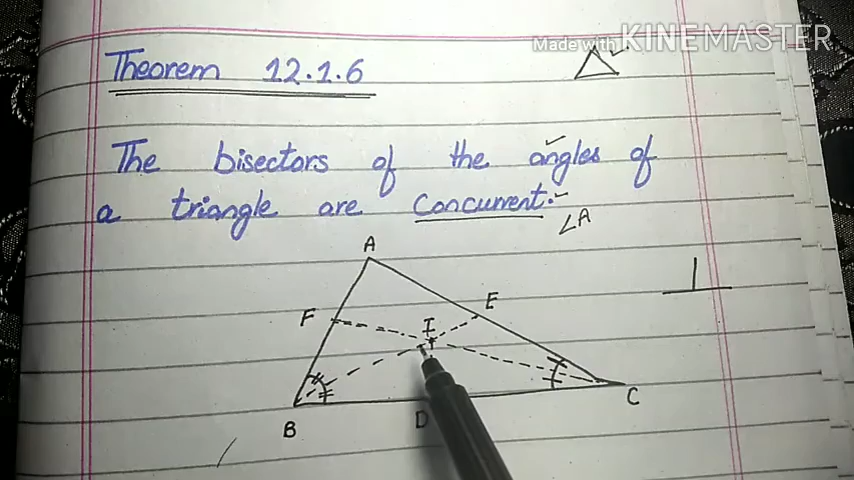 Made with KINEMASTER
Theorem 12.1.6
The bisectors of the angles of
a triangle are Concurrent.
∠A
A
F
I
E
B
D
C